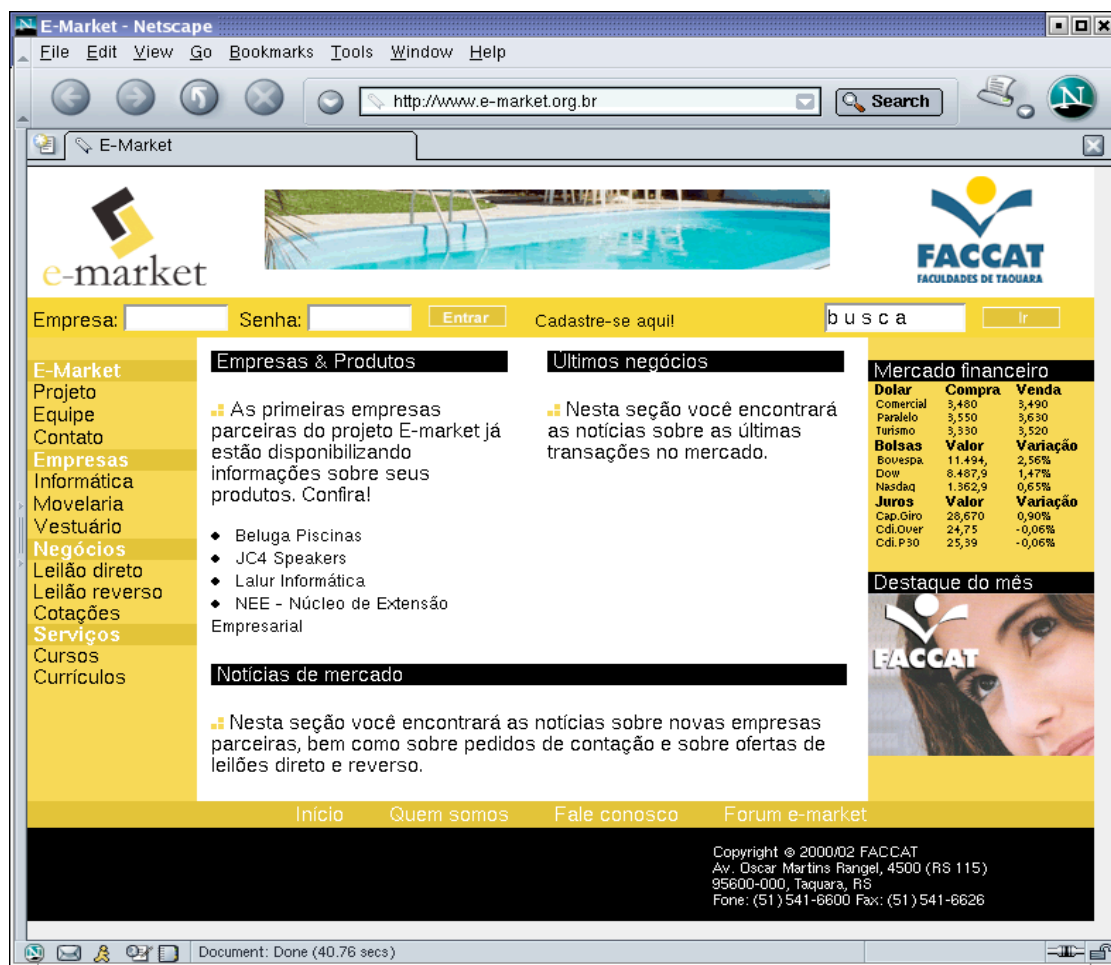 E-Market - Netscape
File Edit View Go Bookmarks Tools Window Help
http://www.e-market.org.br
Search
N
E-Market
e-market
FACCAT
FACULDADES DE TAQUARA
Empresa: Senha: Entrar Cadastre-se aqui! busca Ir
E-Market
Projeto
Equipe
Contato
Empresas
Informática
Movelaria
Vestuário
Negócios
Leilão direto
Leilão reverso
Cotações
Serviços
Cursos
Currículos
Empresas & Produtos
As primeiras empresas
parceiras do projeto E-market já
estão disponibilizando
informações sobre seus
produtos. Confira!
Beluga Piscinas
JC4 Speakers
Lalur Informática
NEE - Núcleo de Extensão
Empresarial
Últimos negócios
Nesta seção você encontrará
as notícias sobre as últimas
transações no mercado.
Notícias de mercado
Nesta seção você encontrará as notícias sobre novas empresas
parceiras, bem como sobre pedidos de contação e sobre ofertas de
leilões direto e reverso.
Mercado financeiro
Dolar Compra Venda
Comercial 3,480 3,490
Paralelo 3,550 3,630
Turismo 3,330 3,520
Bolsas Valor Variação
Bovespa 11.494, 2,56%
Dow 8.487,9 1,47%
Nasdaq 1.362,9 0,65%
Juros Valor Variação
Cap.Giro 28,670 0,90%
Cdi.Over 24,75 -0,06%
Cdi.P30 25,39 -0,06%
Destaque do mês
FACCAT
Início Quem somos Fale conosco Forum e-market
Copyright © 2000/02 FACCAT
Av. Oscar Martins Rangel, 4500 (RS 115)
95600-000, Taquara, RS
Fone: (51) 541-6600 Fax: (51) 541-6626
Document: Done (40.76 secs)